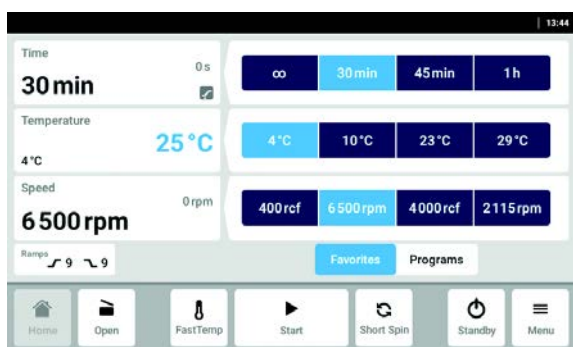 13:44
Time
0 s
30 min
∞ 30 min 45 min 1 h
Temperature
25 °C
4 °C
4 °C 10 °C 23 °C 29 °C
Speed
0 rpm
6 500 rpm
400 rcf 6 500 rpm 4 000 rcf 2115 rpm
Ramps 9 9
Favorites Programs
Home Open FastTemp Start Short Spin Standby Menu